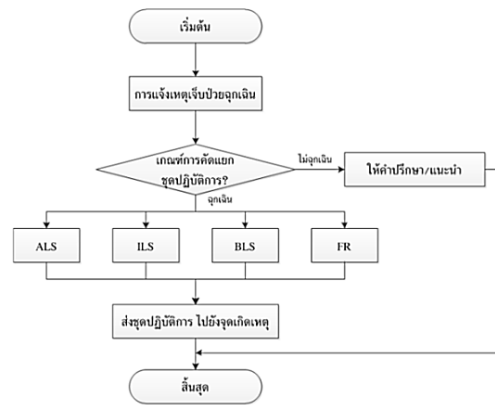 เริ่มต้น
การแจ้งเหตุเจ็บป่วยฉุกเฉิน
เกณฑ์การคัดแยก
ชุดปฏิบัติการ?
ไม่ฉุกเฉิน
ให้คำปรึกษา/แนะนำ
ฉุกเฉิน
ALS
ILS
BLS
FR
ส่งชุดปฏิบัติการ ไปยังจุดเกิดเหตุ
สิ้นสุด